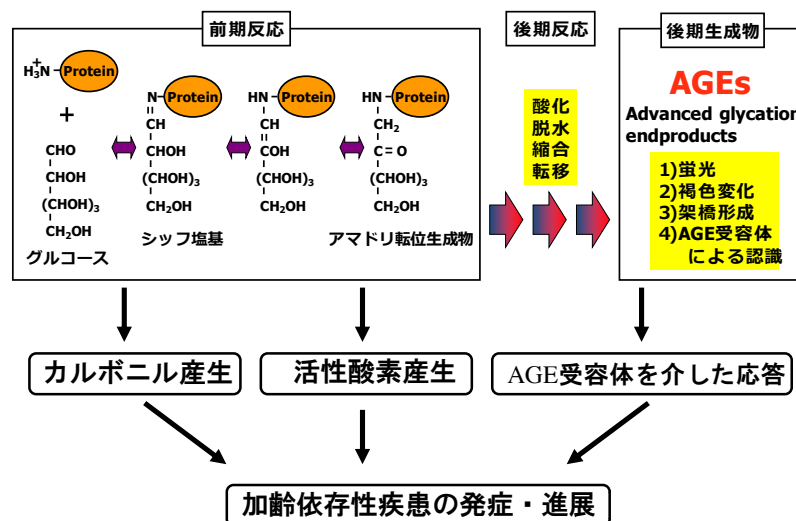 前期反応
後期反応
後期生成物
H₃N⁺–Protein
+
CHO
CHOH
(CHOH)₃
CH₂OH
グルコース
N–Protein
CH
CHOH
(CHOH)₃
CH₂OH
シッフ塩基
HN–Protein
CH
COH
(CHOH)₃
CH₂OH
HN–Protein
CH₂
C=O
(CHOH)₃
CH₂OH
アマドリ転位生成物
酸化
脱水
縮合
転移
AGEs
Advanced glycation
endproducts
1)蛍光
2)褐色変化
3)架橋形成
4)AGE受容体
による認識
カルボニル産生
活性酸素産生
AGE受容体を介した応答
加齢依存性疾患の発症・進展